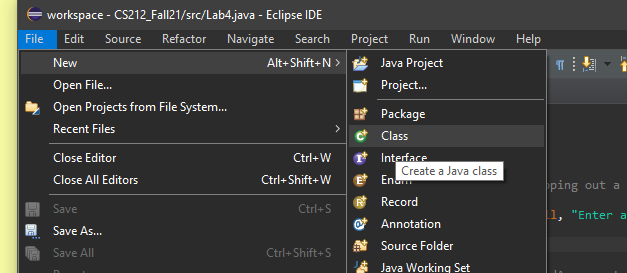 workspace - CS212_Fall21/src/Lab4.java - Eclipse IDE
File Edit Source Refactor Navigate Search Project Run Window Help
New Alt+Shift+N >
Open File...
Open Projects from File System...
Recent Files >
Close Editor Ctrl+W
Close All Editors Ctrl+Shift+W
Save Ctrl+S
Save As...
Save All Ctrl+Shift+S
Java Project
Project...
Package
Class
Interface
Create a Java class
Enum
Record
Annotation
Source Folder
Java Working Set
pping out a
ll, "Enter a